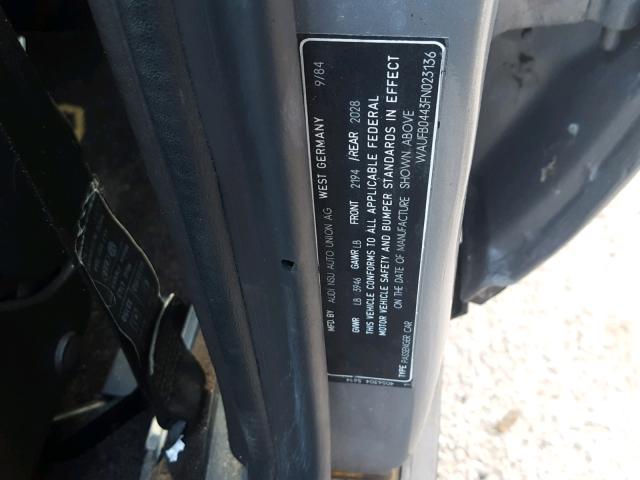 MFD.BY AUDI NSU AUTO UNION AG WEST GERMANY 9/84
GVWR LB 3946 GAWR LB FRONT 2194 /REAR 2028
THIS VEHICLE CONFORMS TO ALL APPLICABLE FEDERAL
MOTOR VEHICLE SAFETY AND BUMPER STANDARDS IN EFFECT
ON THE DATE OF MANUFACTURE SHOWN ABOVE
TYPE PASSENGER CAR WAUFB0443FN023136